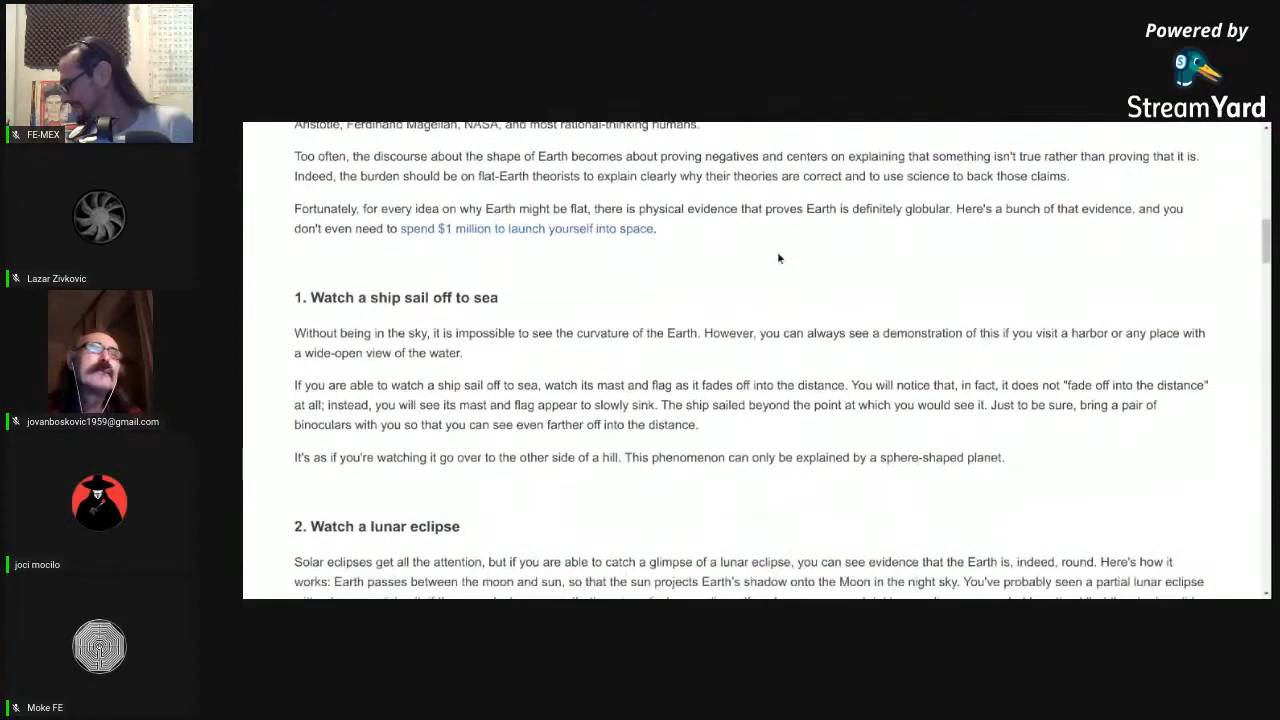 Powered by
StreamYard
FE-MEX
Lazar Zivkovic
jovanboskovic1959@gmail.com
joci mocilo
Moke FE
Aristotle, Ferdinand Magellan, NASA, and most rational-thinking humans.
Too often, the discourse about the shape of Earth becomes about proving negatives and centers on explaining that something isn't true rather than proving that it is.
Indeed, the burden should be on flat-Earth theorists to explain clearly why their theories are correct and to use science to back those claims.
Fortunately, for every idea on why Earth might be flat, there is physical evidence that proves Earth is definitely globular. Here's a bunch of that evidence, and you
don't even need to spend $1 million to launch yourself into space.
1. Watch a ship sail off to sea
Without being in the sky, it is impossible to see the curvature of the Earth. However, you can always see a demonstration of this if you visit a harbor or any place with
a wide-open view of the water.
If you are able to watch a ship sail off to sea, watch its mast and flag as it fades off into the distance. You will notice that, in fact, it does not "fade off into the distance"
at all; instead, you will see its mast and flag appear to slowly sink. The ship sailed beyond the point at which you would see it. Just to be sure, bring a pair of
binoculars with you so that you can see even farther off into the distance.
It's as if you're watching it go over to the other side of a hill. This phenomenon can only be explained by a sphere-shaped planet.
2. Watch a lunar eclipse
Solar eclipses get all the attention, but if you are able to catch a glimpse of a lunar eclipse, you can see evidence that the Earth is, indeed, round. Here's how it
works: Earth passes between the moon and sun, so that the sun projects Earth's shadow onto the Moon in the night sky. You've probably seen a partial lunar eclipse